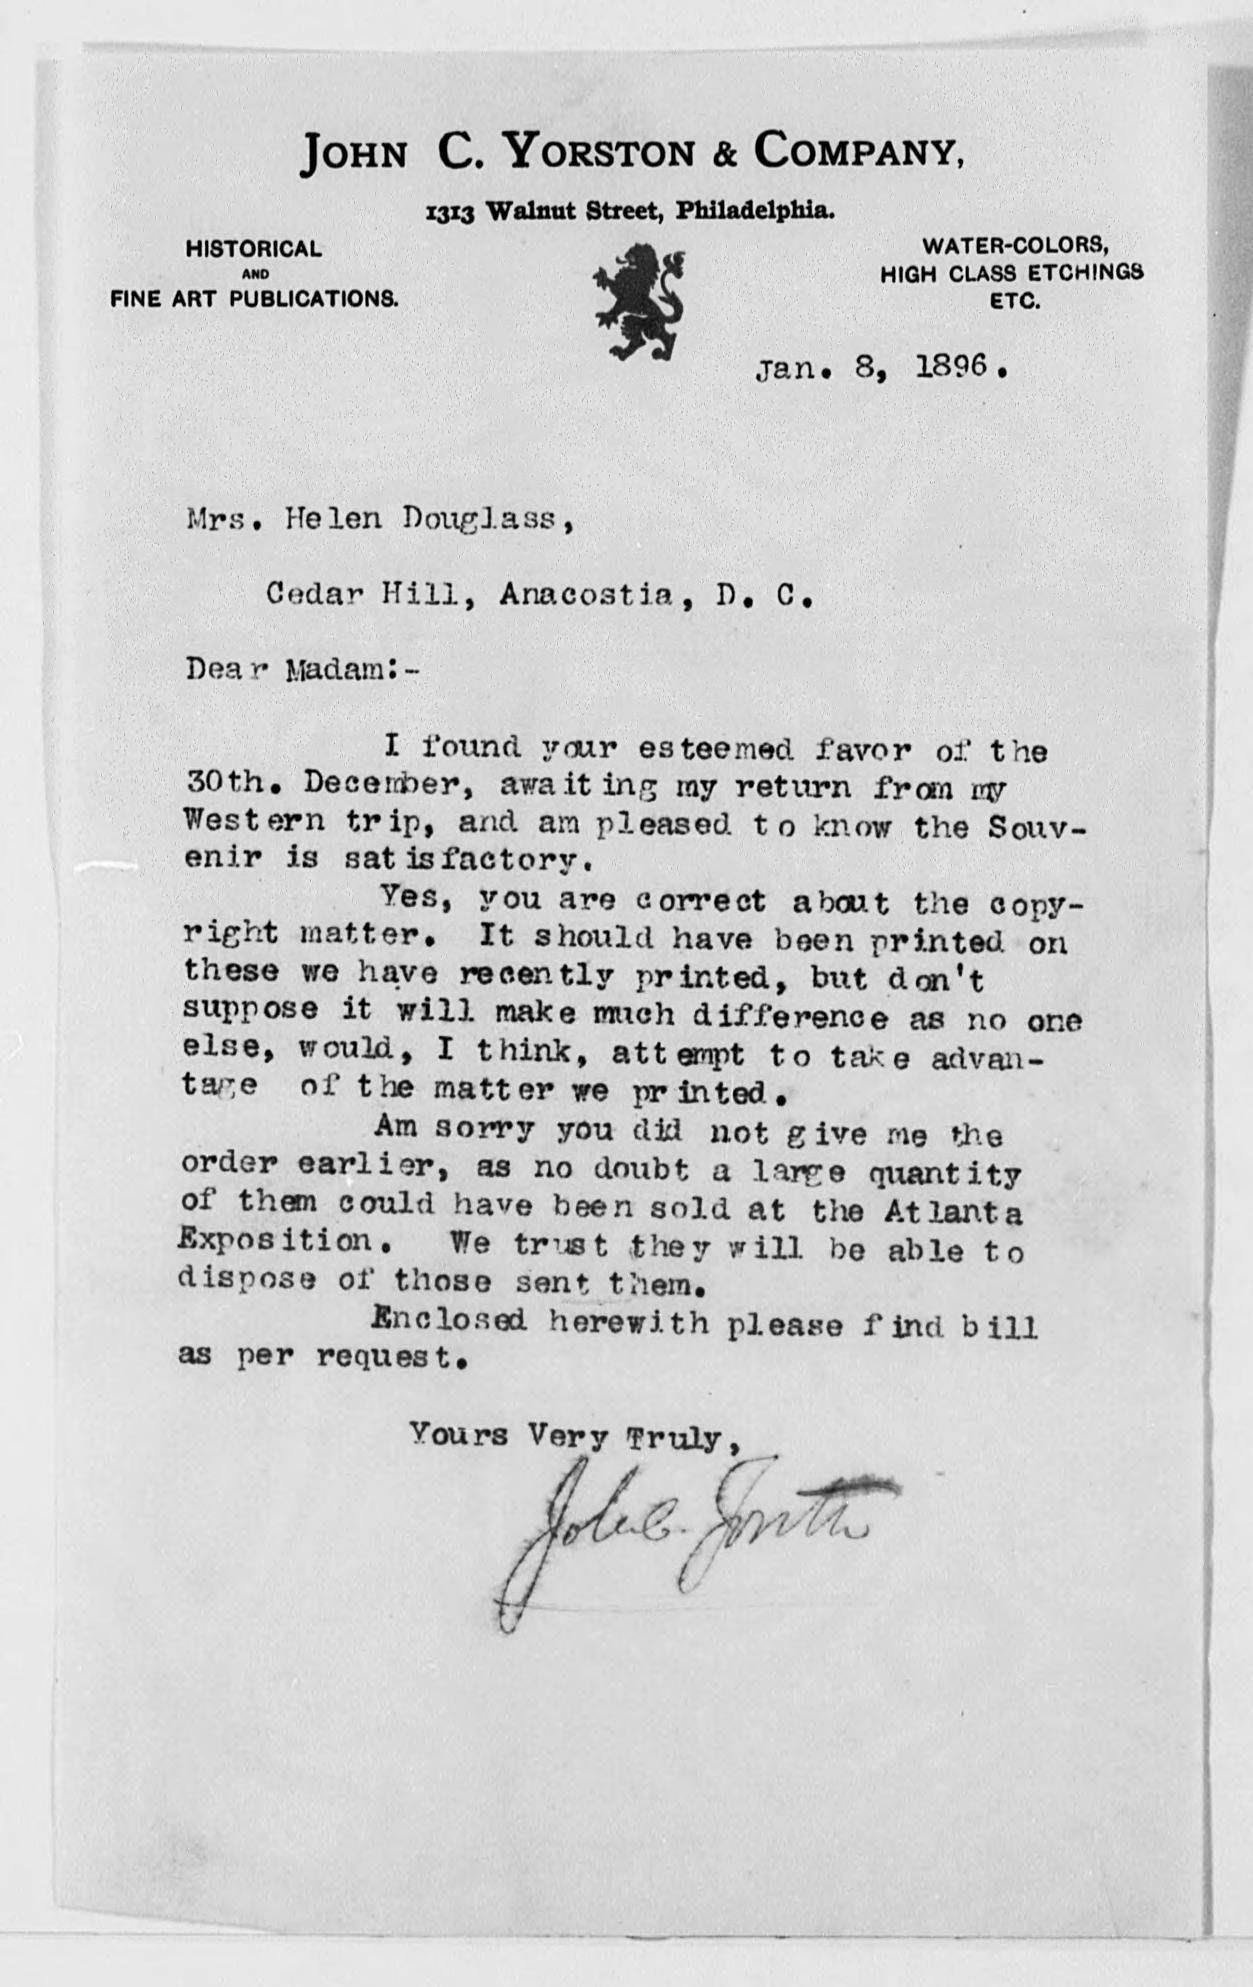 JOHN C. YORSTON & COMPANY,
1313 Walnut Street, Philadelphia.
HISTORICAL
AND
FINE ART PUBLICATIONS.
WATER-COLORS,
HIGH CLASS ETCHINGS
ETC.
Jan. 8, 1896.
Mrs. Helen Douglass,
Cedar Hill, Anacostia, D. C.
Dear Madam:-
I found your esteemed favor of the
30th. December, awaiting my return from my
Western trip, and am pleased to know the Souv-
enir is satisfactory.
Yes, you are correct about the copy-
right matter. It should have been printed on
these we have recently printed, but don't
suppose it will make much difference as no one
else, would, I think, attempt to take advan-
tage of the matter we printed.
Am sorry you did not give me the
order earlier, as no doubt a large quantity
of them could have been sold at the Atlanta
Exposition. We trust they will be able to
dispose of those sent them.
Enclosed herewith please find bill
as per request.
Yours Very Truly,
John C. Yorston